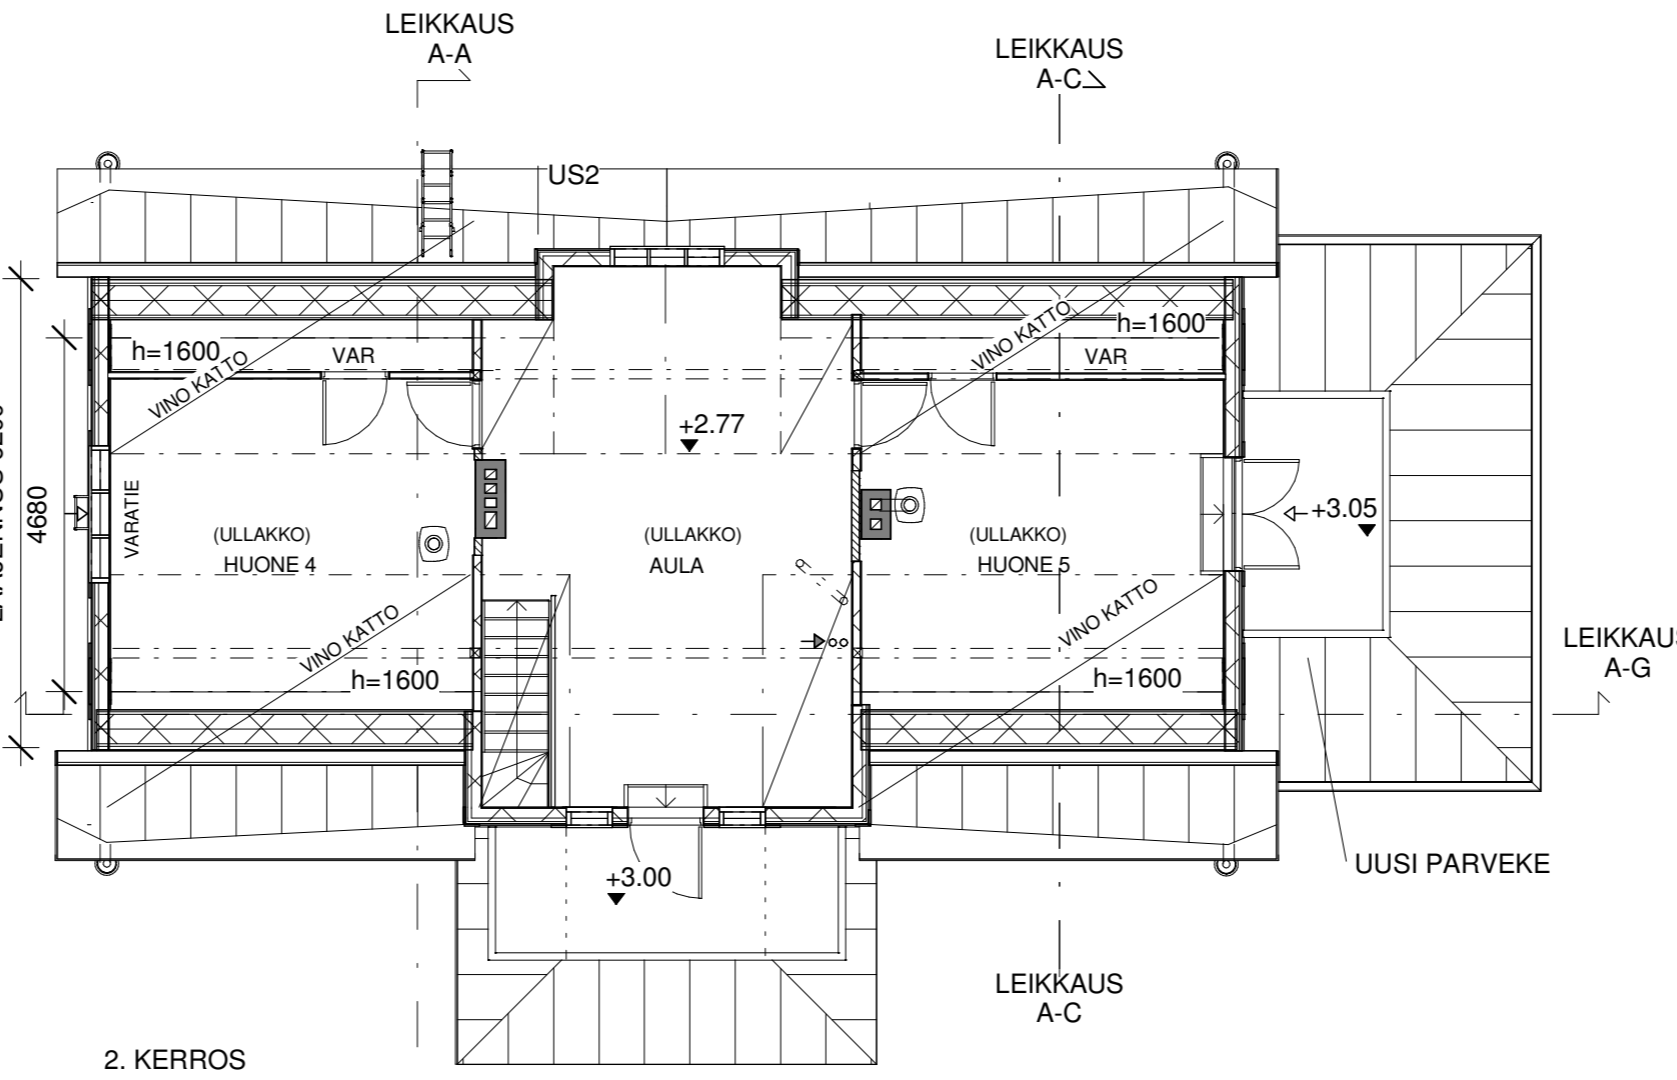 LEIKKAUS
A-A
LEIKKAUS
A-C
US2
h=1600
VAR
VINO KATTO
VINO KATTO
h=1600
VAR
+2.77
4680
VARATIE
(ULLAKKO)
HUONE 4
(ULLAKKO)
AULA
(ULLAKKO)
HUONE 5
+3.05
VINO KATTO
h=1600
VINO KATTO
h=1600
LEIKKAUS
A-G
+3.00
UUSI PARVEKE
LEIKKAUS
A-C
2. KERROS